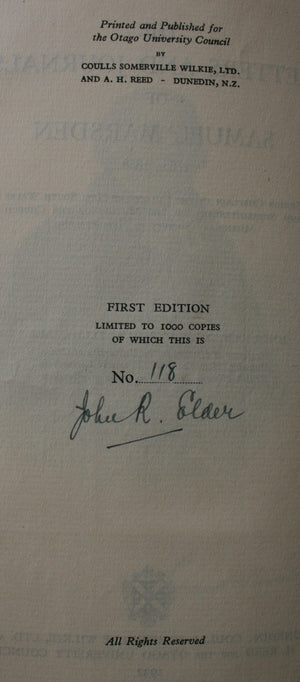 Printed and Published for
the Otago University Council
BY
COULLS SOMERVILLE WILKIE, LTD.
AND A. H. REED - DUNEDIN, N.Z.
FIRST EDITION
LIMITED TO 1000 COPIES
OF WHICH THIS IS
No. 118
John R. Elder
All Rights Reserved